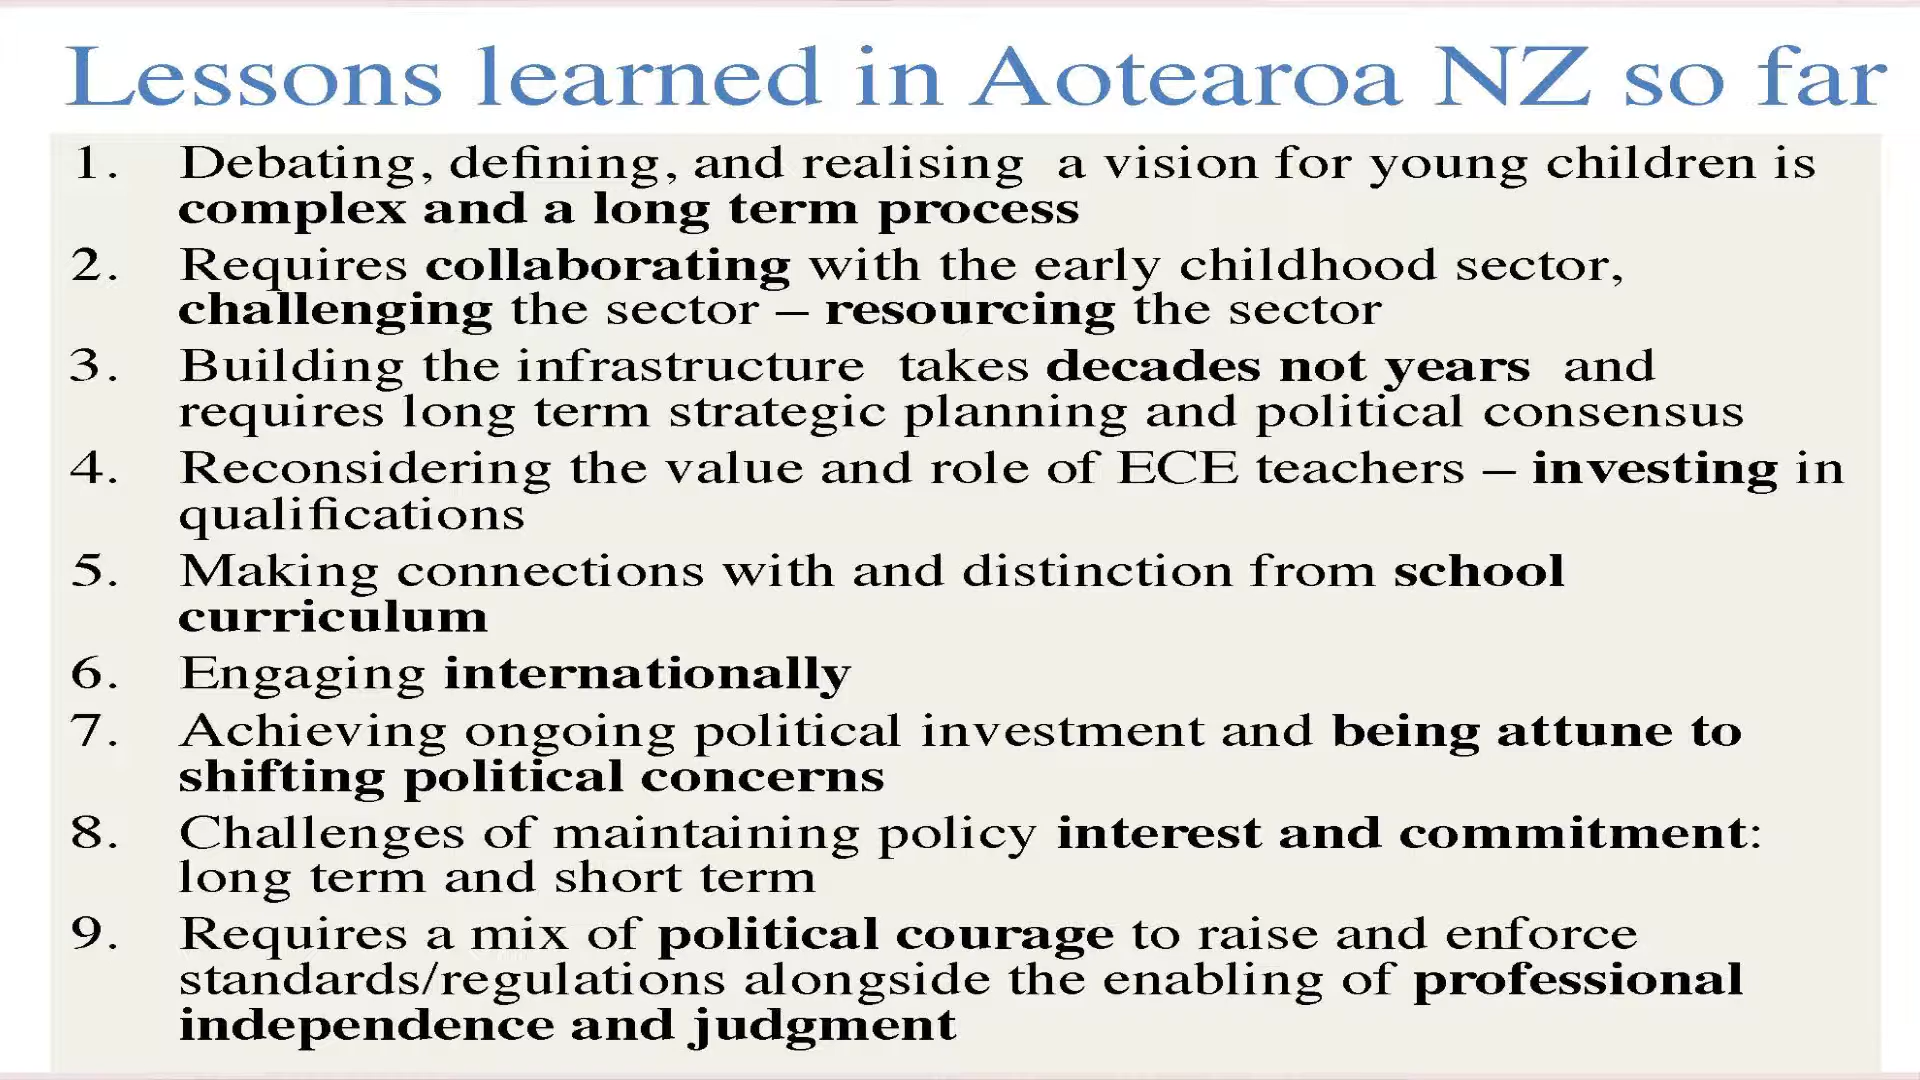 Lessons learned in Aotearoa NZ so far
1. Debating, defining, and realising a vision for young children is
complex and a long term process
2. Requires collaborating with the early childhood sector,
challenging the sector – resourcing the sector
3. Building the infrastructure takes decades not years and
requires long term strategic planning and political consensus
4. Reconsidering the value and role of ECE teachers – investing in
qualifications
5. Making connections with and distinction from school
curriculum
6. Engaging internationally
7. Achieving ongoing political investment and being attune to
shifting political concerns
8. Challenges of maintaining policy interest and commitment:
long term and short term
9. Requires a mix of political courage to raise and enforce
standards/regulations alongside the enabling of professional
independence and judgment